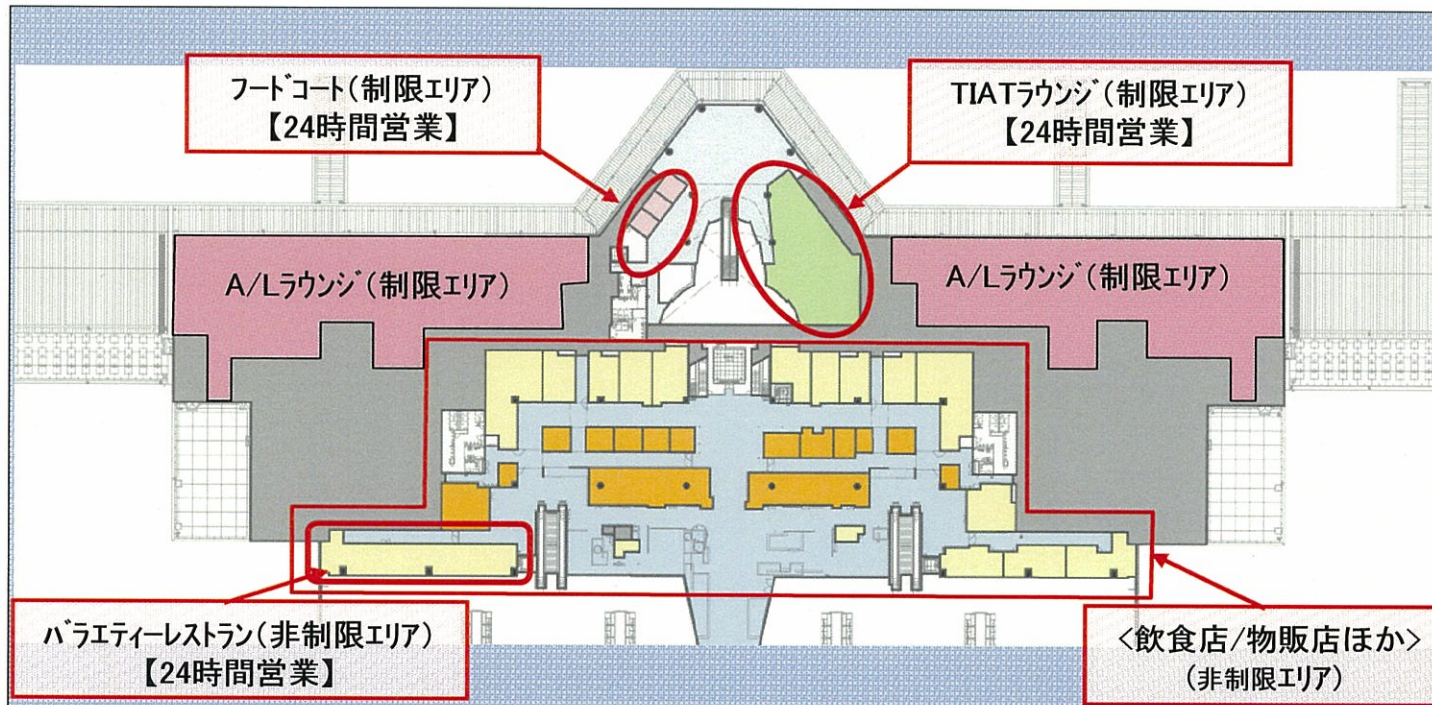 フードコート(制限エリア)
【24時間営業】
TIATラウンジ(制限エリア)
【24時間営業】
A/Lラウンジ(制限エリア)
A/Lラウンジ(制限エリア)
バラエティーレストラン(非制限エリア)
【24時間営業】
<飲食店/物販店ほか>
(非制限エリア)